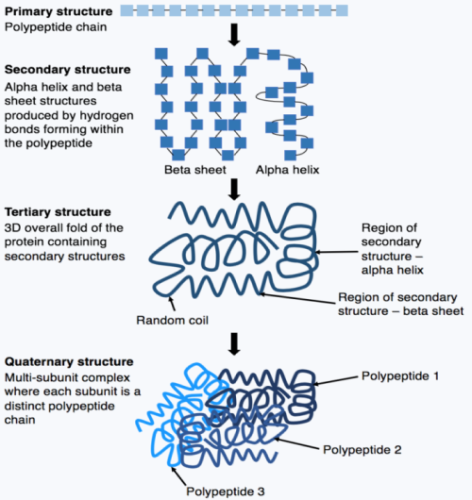 Primary structure
Polypeptide chain
Secondary structure
Alpha helix and beta
sheet structures
produced by hydrogen
bonds forming within
the polypeptide
Beta sheet
Alpha helix
Tertiary structure
3D overall fold of the
protein containing
secondary structures
Region of
secondary
structure –
alpha helix
Region of secondary
structure – beta sheet
Random coil
Quaternary structure
Multi-subunit complex
where each subunit is a
distinct polypeptide
chain
Polypeptide 1
Polypeptide 2
Polypeptide 3